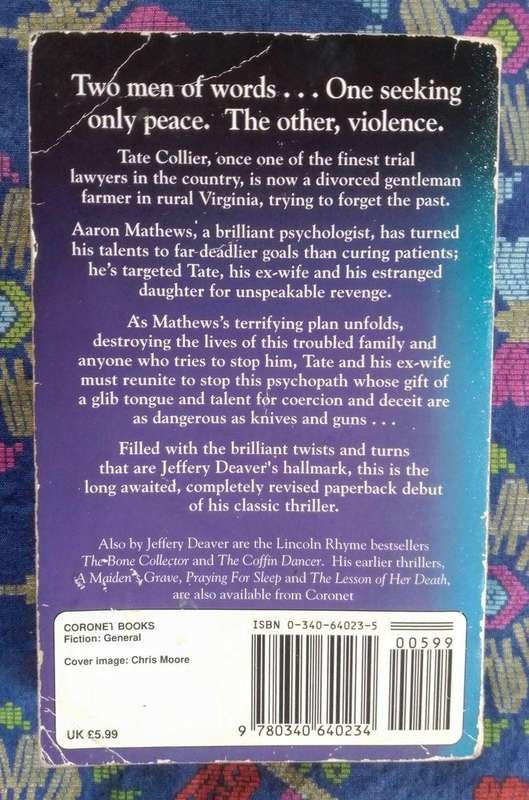 Two men of words . . . One seeking
only peace. The other, violence.
Tate Collier, once one of the finest trial
lawyers in the country, is now a divorced gentleman
farmer in rural Virginia, trying to forget the past.
Aaron Mathews, a brilliant psychologist, has turned
his talents to far deadlier goals than curing patients;
he's targeted Tate, his ex-wife and his estranged
daughter for unspeakable revenge.
As Mathews's terrifying plan unfolds,
destroying the lives of this troubled family and
anyone who tries to stop him, Tate and his ex-wife
must reunite to stop this psychopath whose gift of
a glib tongue and talent for coercion and deceit are
as dangerous as knives and guns . . .
Filled with the brilliant twists and turns
that are Jeffery Deaver's hallmark, this is the
long awaited, completely revised paperback debut
of his classic thriller.
Also by Jeffery Deaver are the Lincoln Rhyme bestsellers
The Bone Collector and The Coffin Dancer. His earlier thrillers,
A Maiden's Grave, Praying For Sleep and The Lesson of Her Death,
are also available from Coronet
CORONET BOOKS
Fiction: General
Cover image: Chris Moore
UK £5.99
ISBN 0-340-64023-5
00599
9 780340 640234